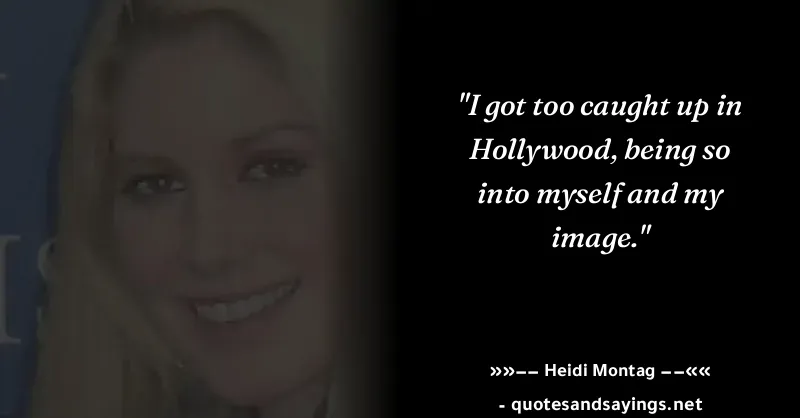 "I got too caught up in
Hollywood, being so
into myself and my
image."
»»–– Heidi Montag ––««
- quotesandsayings.net